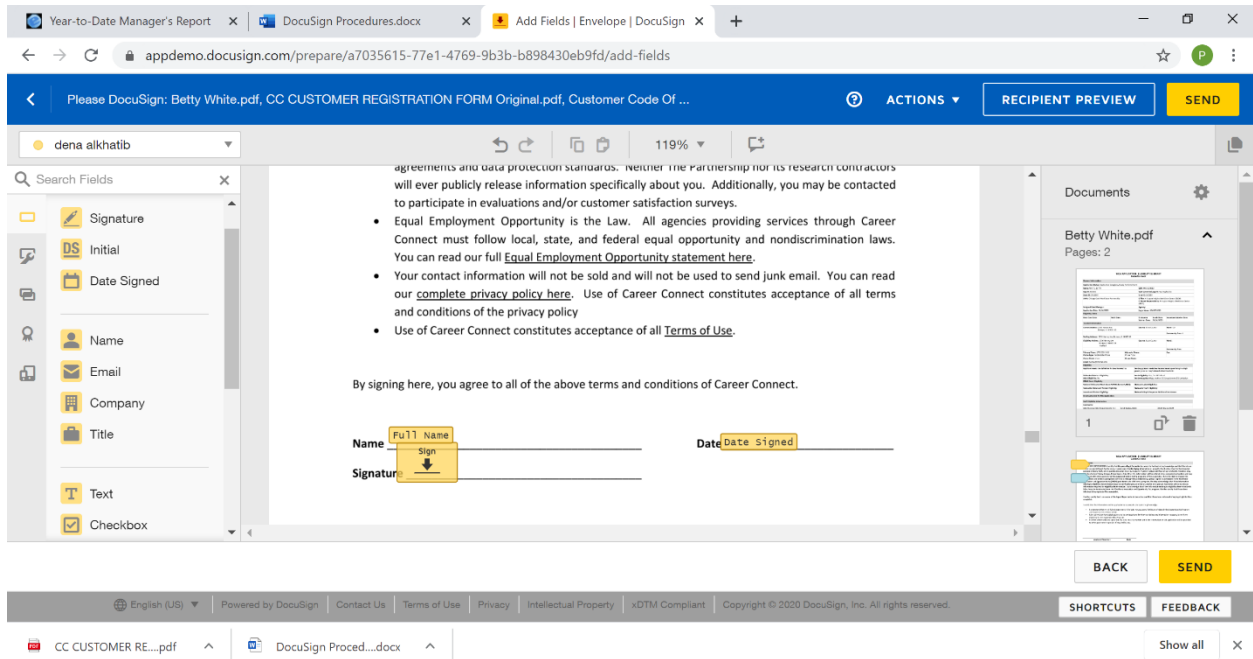 Year-to-Date Manager's Report
DocuSign Procedures.docx
Add Fields | Envelope | DocuSign
appdemo.docusign.com/prepare/a7035615-77e1-4769-9b3b-b898430eb9fd/add-fields
P
Please DocuSign: Betty White.pdf, CC CUSTOMER REGISTRATION FORM Original.pdf, Customer Code Of ...
ACTIONS
RECIPIENT PREVIEW
SEND
dena alkhatib
119%
Search Fields
Signature
DS Initial
Date Signed
Name
Email
Company
Title
T Text
Checkbox
agreements and data protection standards. Neither The Partnership nor its research contractors
will ever publicly release information specifically about you. Additionally, you may be contacted
to participate in evaluations and/or customer satisfaction surveys.
• Equal Employment Opportunity is the Law. All agencies providing services through Career
Connect must follow local, state, and federal equal opportunity and nondiscrimination laws.
You can read our full Equal Employment Opportunity statement here.
• Your contact information will not be sold and will not be used to send junk email. You can read
our complete privacy policy here. Use of Career Connect constitutes acceptance of all terms
and conditions of the privacy policy
• Use of Career Connect constitutes acceptance of all Terms of Use.
By signing here, you agree to all of the above terms and conditions of Career Connect.
Name Full Name
Date Date Signed
Sign
Signature
Documents
Betty White.pdf
Pages: 2
1
BACK
SEND
English (US)
Powered by DocuSign
Contact Us
Terms of Use
Privacy
Intellectual Property
xDTM Compliant
Copyright © 2020 DocuSign, Inc. All rights reserved.
SHORTCUTS
FEEDBACK
CC CUSTOMER RE....pdf
DocuSign Proced....docx
Show all